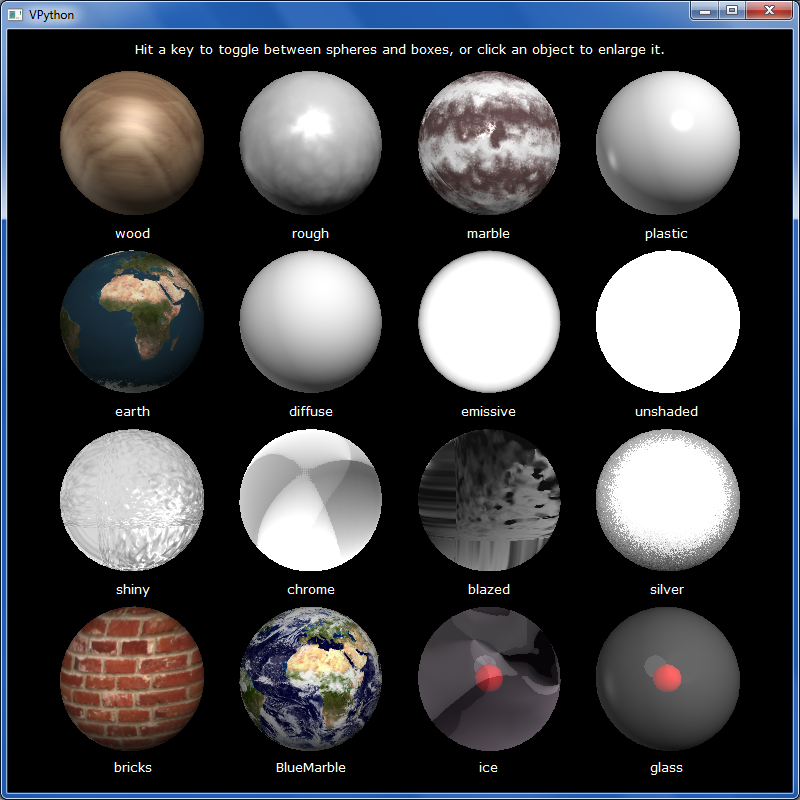 VPython
Hit a key to toggle between spheres and boxes, or click an object to enlarge it.
wood rough marble plastic
earth diffuse emissive unshaded
shiny chrome blazed silver
bricks BlueMarble ice glass